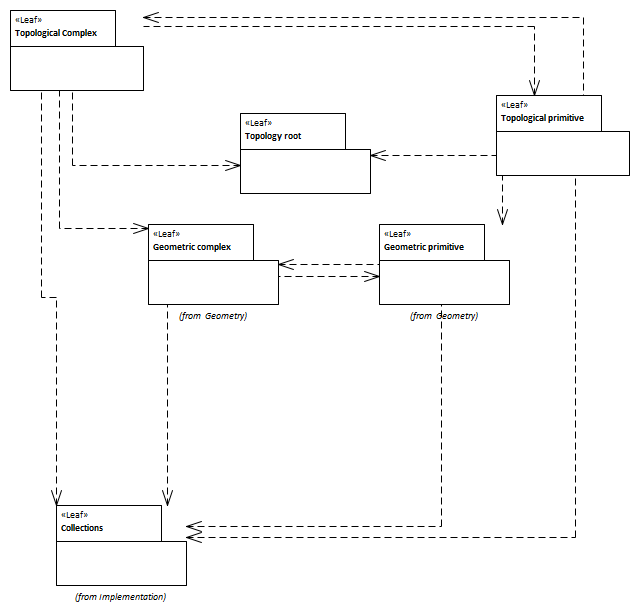 «Leaf»
Topological Complex
«Leaf»
Topological primitive
«Leaf»
Topology root
«Leaf»
Geometric complex
(from Geometry)
«Leaf»
Geometric primitive
(from Geometry)
«Leaf»
Collections
(from Implementation)